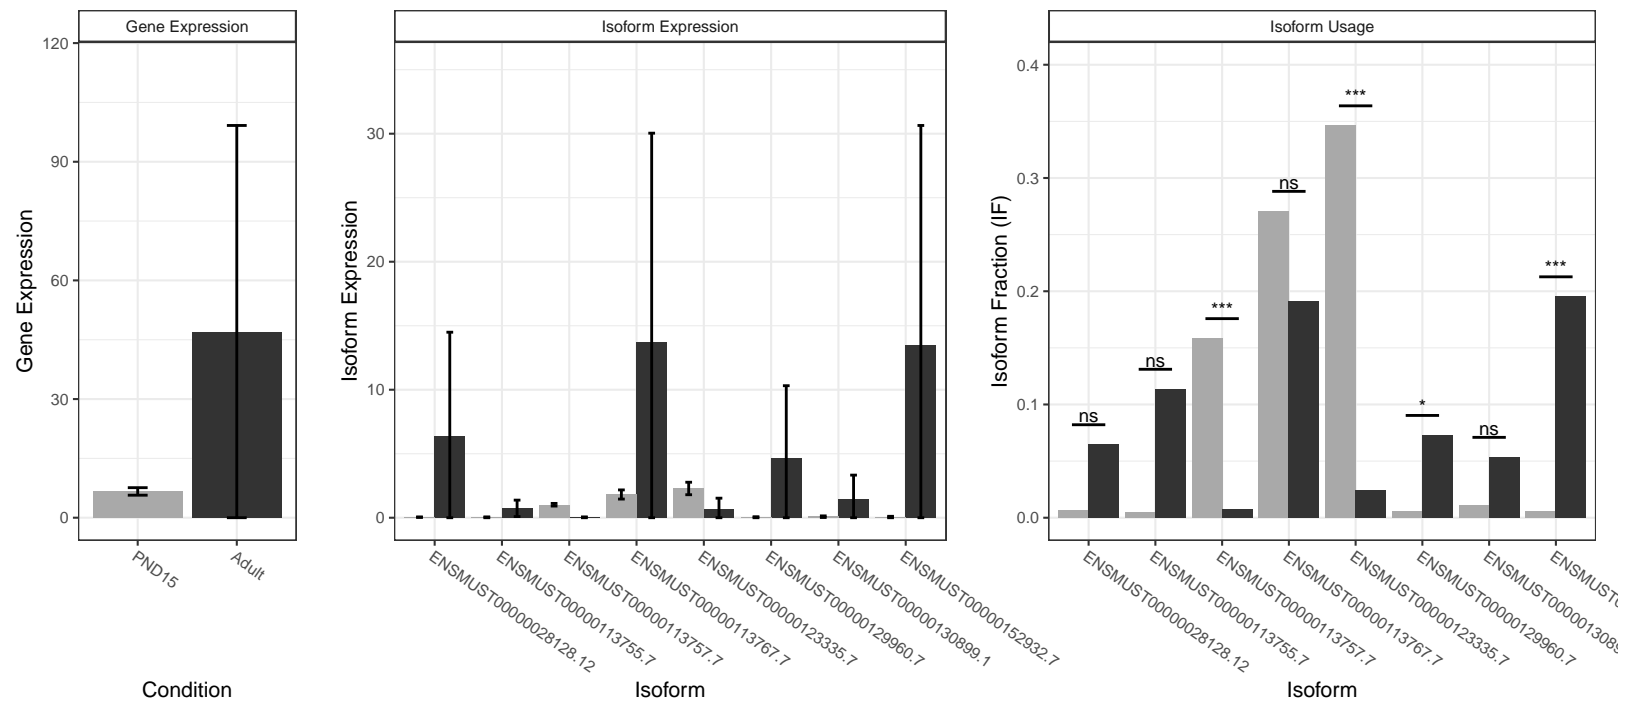 Gene Expression
Isoform Expression
Isoform Usage
Gene Expression
120
90
60
30
0
PND15
Adult
Condition
Isoform Expression
30
20
10
0
ENSMUST00000028128.12
ENSMUST00000113755.7
ENSMUST00000113757.7
ENSMUST00000113767.7
ENSMUST00000123335.7
ENSMUST00000129960.7
ENSMUST00000130899.1
ENSMUST00000152932.7
Isoform
Isoform Fraction (IF)
0.4
0.3
0.2
0.1
0.0
ns
ns
***
ns
***
*
ns
***
ENSMUST00000028128.12
ENSMUST00000113755.7
ENSMUST00000113757.7
ENSMUST00000113767.7
ENSMUST00000123335.7
ENSMUST00000129960.7
ENSMUST0000013089
ENSMUST
Isoform